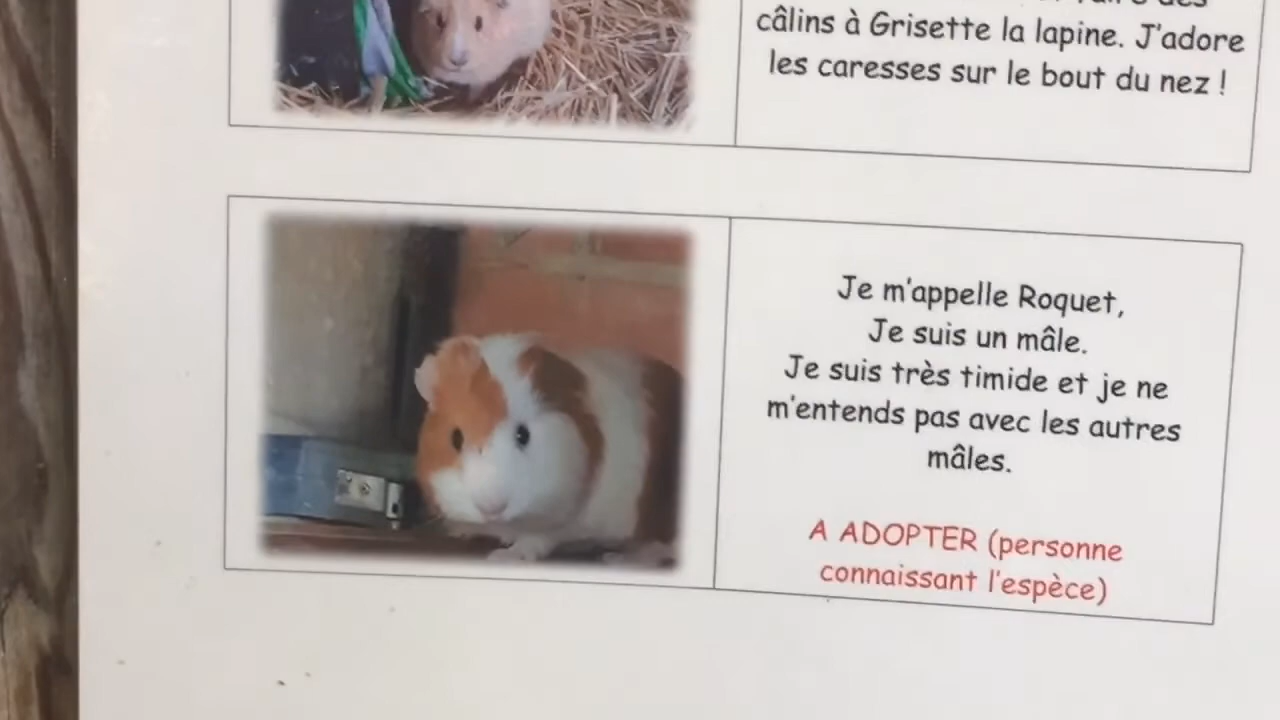 câlins à Grisette la lapine. J'adore
les caresses sur le bout du nez !
Je m'appelle Roquet,
Je suis un mâle.
Je suis très timide et je ne
m'entends pas avec les autres
mâles.
A ADOPTER (personne
connaissant l'espèce)